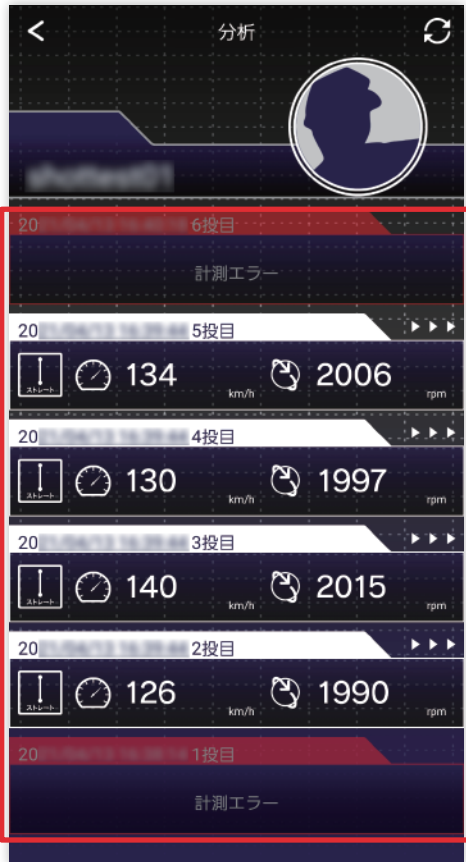 分析
20 6投目
計測エラー
20 5投目
ストレート 134 km/h 2006 rpm
20 4投目
ストレート 130 km/h 1997 rpm
20 3投目
ストレート 140 km/h 2015 rpm
20 2投目
ストレート 126 km/h 1990 rpm
20 1投目
計測エラー